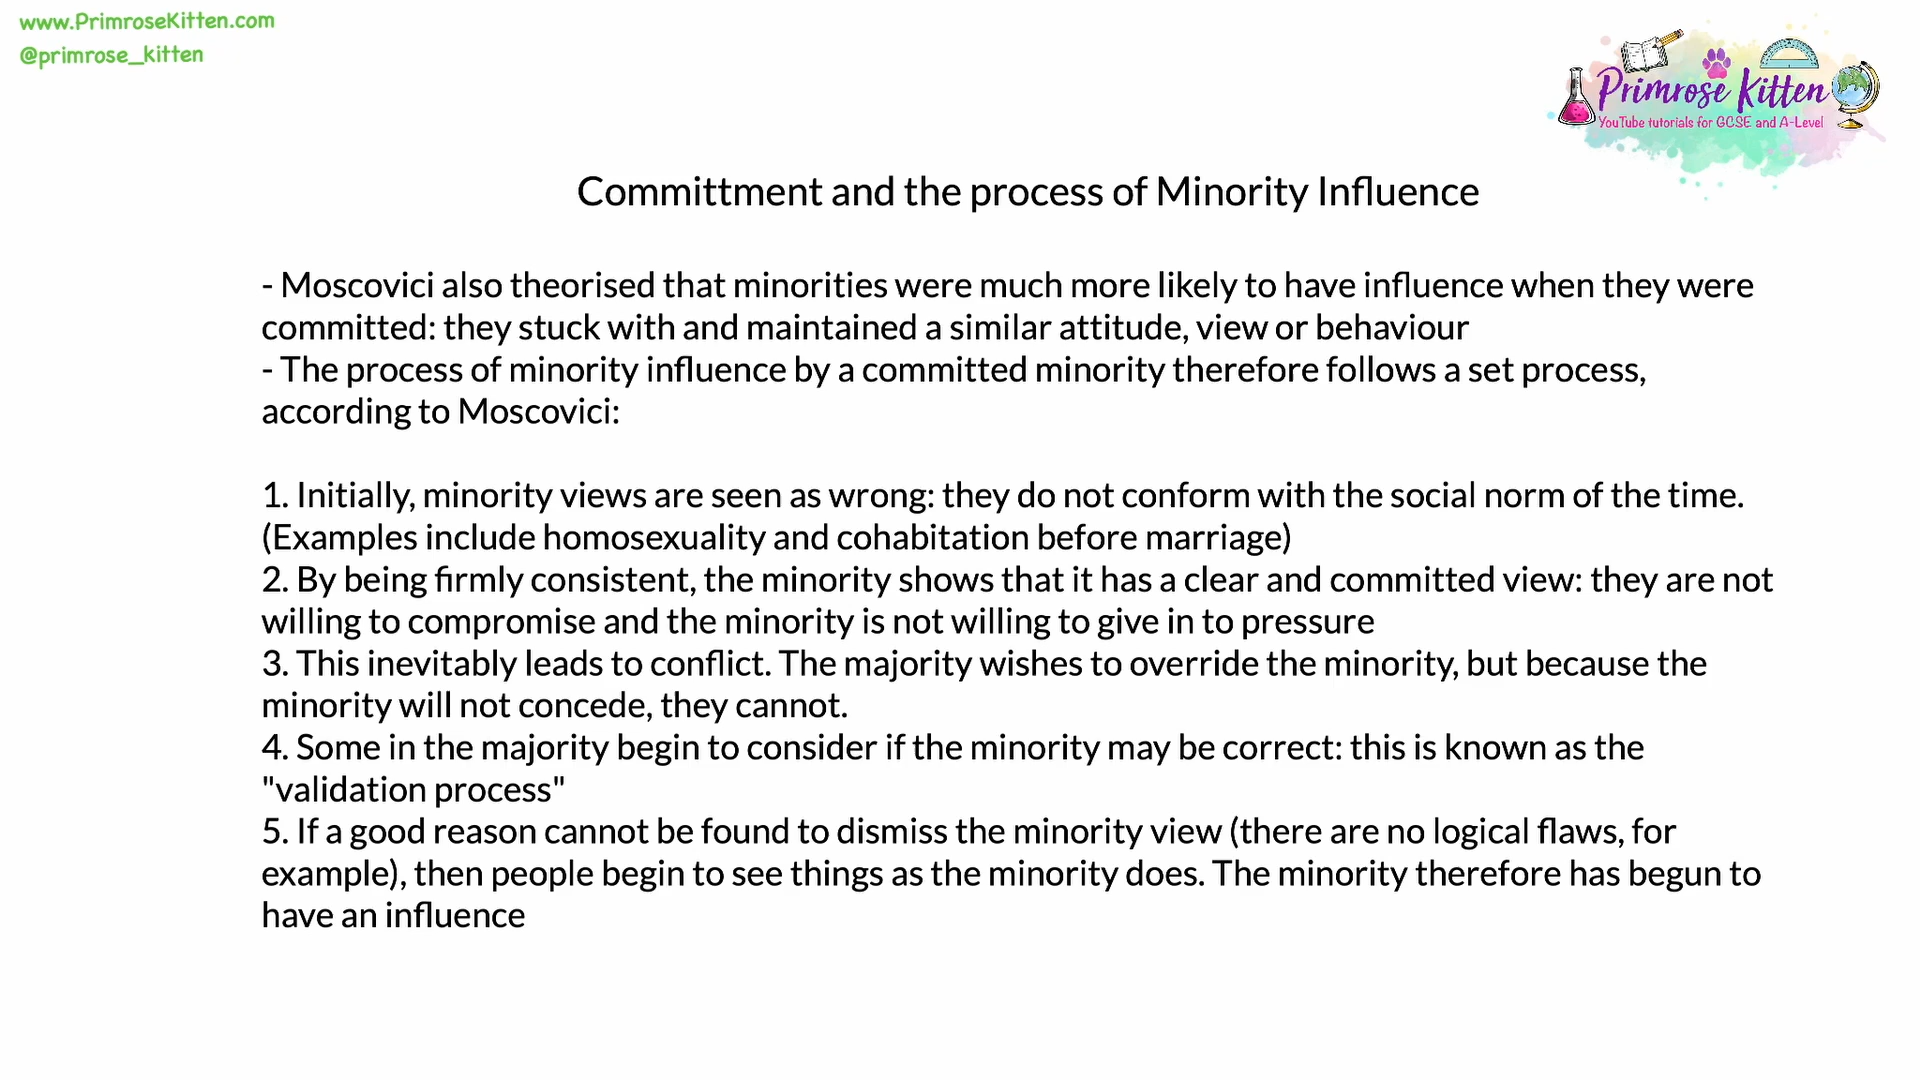 www.PrimroseKitten.com
@primrose_kitten
Primrose Kitten
YouTube tutorials for GCSE and A-Level
Committment and the process of Minority Influence
- Moscovici also theorised that minorities were much more likely to have influence when they were
committed: they stuck with and maintained a similar attitude, view or behaviour
- The process of minority influence by a committed minority therefore follows a set process,
according to Moscovici:
1. Initially, minority views are seen as wrong: they do not conform with the social norm of the time.
(Examples include homosexuality and cohabitation before marriage)
2. By being firmly consistent, the minority shows that it has a clear and committed view: they are not
willing to compromise and the minority is not willing to give in to pressure
3. This inevitably leads to conflict. The majority wishes to override the minority, but because the
minority will not concede, they cannot.
4. Some in the majority begin to consider if the minority may be correct: this is known as the
"validation process"
5. If a good reason cannot be found to dismiss the minority view (there are no logical flaws, for
example), then people begin to see things as the minority does. The minority therefore has begun to
have an influence